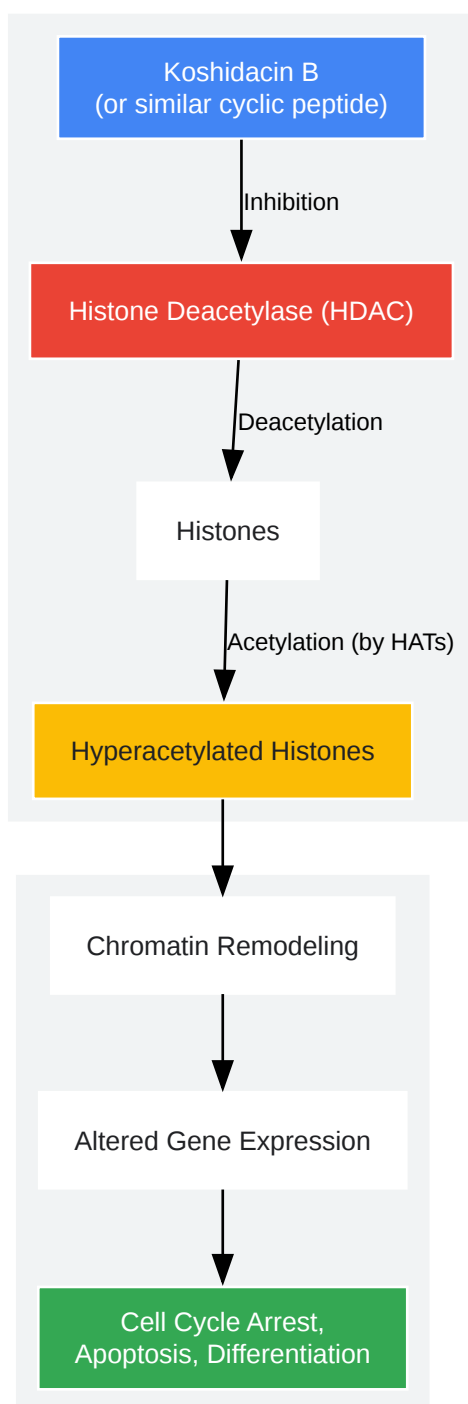 Koshidacin B
(or similar cyclic peptide)
Inhibition
Histone Deacetylase (HDAC)
Deacetylation
Histones
Acetylation (by HATs)
Hyperacetylated Histones
Chromatin Remodeling
Altered Gene Expression
Cell Cycle Arrest,
Apoptosis, Differentiation